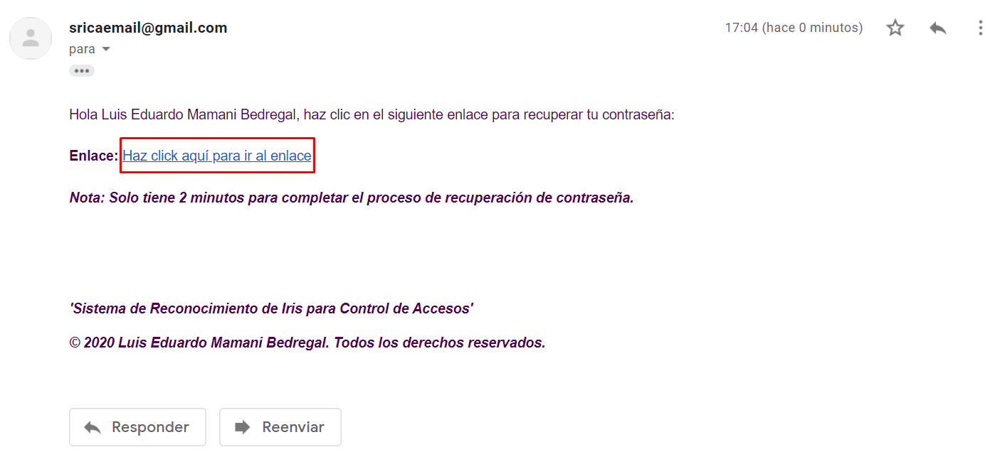 sricaemail@gmail.com
17:04 (hace 0 minutos)
para
Hola Luis Eduardo Mamani Bedregal, haz clic en el siguiente enlace para recuperar tu contraseña:
Enlace: Haz click aquí para ir al enlace
Nota: Solo tiene 2 minutos para completar el proceso de recuperación de contraseña.
'Sistema de Reconocimiento de Iris para Control de Accesos'
© 2020 Luis Eduardo Mamani Bedregal. Todos los derechos reservados.
Responder
Reenviar